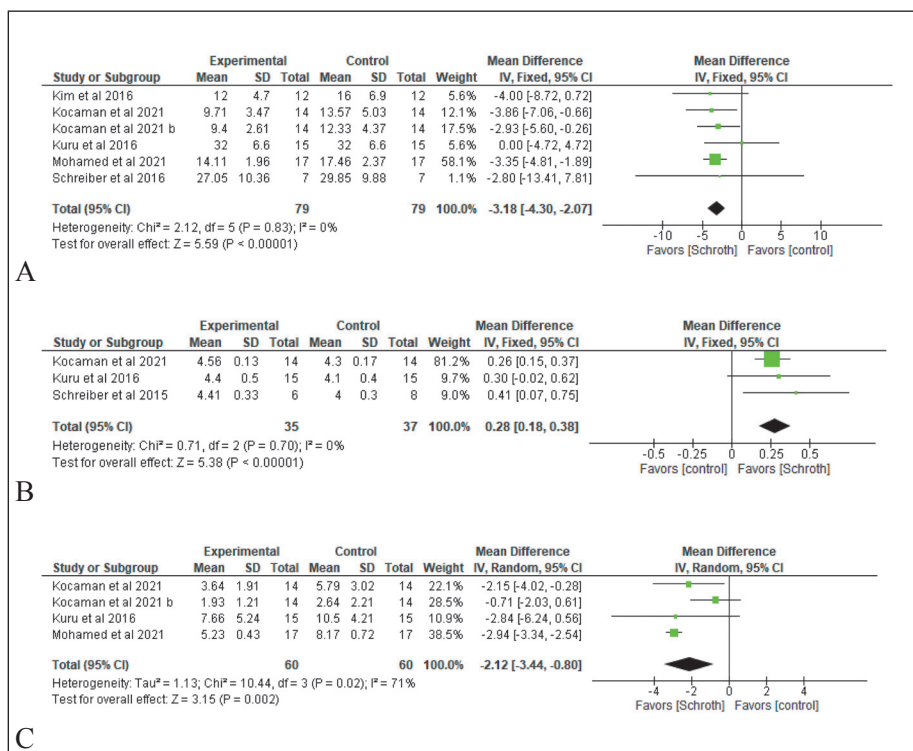 Experimental Control Mean Difference Mean Difference
Study or Subgroup Mean SD Total Mean SD Total Weight IV, Fixed, 95% CI IV, Fixed, 95% CI
Kim et al 2016 12 4.7 12 16 6.9 12 5.6% -4.00 [-8.72, 0.72]
Kocaman et al 2021 9.71 3.47 14 13.57 5.03 14 12.1% -3.86 [-7.06, -0.66]
Kocaman et al 2021 b 9.4 2.61 14 12.33 4.37 14 17.5% -2.93 [-5.60, -0.26]
Kuru et al 2016 32 6.6 15 32 6.6 15 5.6% 0.00 [-4.72, 4.72]
Mohamed et al 2021 14.11 1.96 17 17.46 2.37 17 58.1% -3.35 [-4.81, -1.89]
Schreiber et al 2016 27.05 10.36 7 29.85 9.88 7 1.1% -2.80 [-13.41, 7.81]
Total (95% CI) 79 79 100.0% -3.18 [-4.30, -2.07]
Heterogeneity: Chi² = 2.12, df = 5 (P = 0.83); I² = 0%
Test for overall effect: Z = 5.59 (P < 0.00001)
-10 -5 0 5 10
Favors [Schroth] Favors [control]
A
Experimental Control Mean Difference Mean Difference
Study or Subgroup Mean SD Total Mean SD Total Weight IV, Fixed, 95% CI IV, Fixed, 95% CI
Kocaman et al 2021 4.56 0.13 14 4.3 0.17 14 81.2% 0.26 [0.15, 0.37]
Kuru et al 2016 4.4 0.5 15 4.1 0.4 15 9.7% 0.30 [-0.02, 0.62]
Schreiber et al 2015 4.41 0.33 6 4 0.3 8 9.0% 0.41 [0.07, 0.75]
Total (95% CI) 35 37 100.0% 0.28 [0.18, 0.38]
Heterogeneity: Chi² = 0.71, df = 2 (P = 0.70); I² = 0%
Test for overall effect: Z = 5.38 (P < 0.00001)
-0.5 -0.25 0 0.25 0.5
Favors [control] Favors [Schroth]
B
Experimental Control Mean Difference Mean Difference
Study or Subgroup Mean SD Total Mean SD Total Weight IV, Random, 95% CI IV, Random, 95% CI
Kocaman et al 2021 3.64 1.91 14 5.79 3.02 14 22.1% -2.15 [-4.02, -0.28]
Kocaman et al 2021 b 1.93 1.21 14 2.64 2.21 14 28.5% -0.71 [-2.03, 0.61]
Kuru et al 2016 7.66 5.24 15 10.5 4.21 15 10.9% -2.84 [-6.24, 0.56]
Mohamed et al 2021 5.23 0.43 17 8.17 0.72 17 38.5% -2.94 [-3.34, -2.54]
Total (95% CI) 60 60 100.0% -2.12 [-3.44, -0.80]
Heterogeneity: Tau² = 1.13; Chi² = 10.44, df = 3 (P = 0.02); I² = 71%
Test for overall effect: Z = 3.15 (P = 0.002)
-4 -2 0 2 4
Favors [Schroth] Favors [control]
C